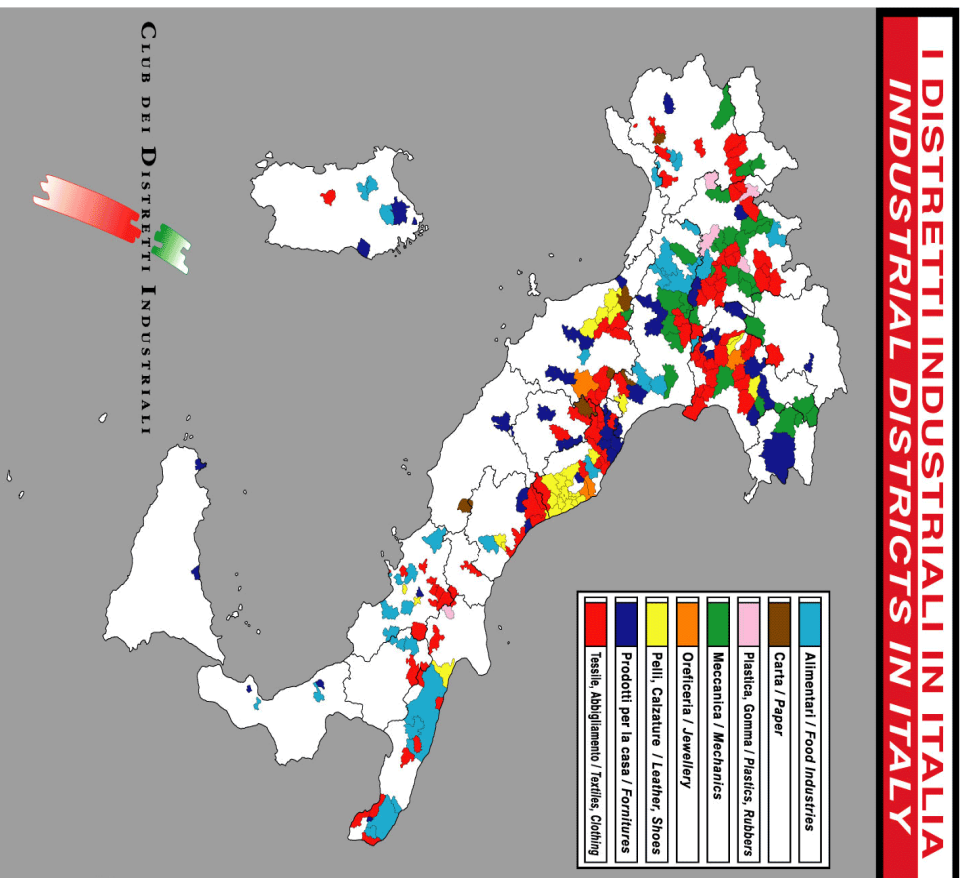 I DISTRETTI INDUSTRIALI IN ITALIA
INDUSTRIAL DISTRICTS IN ITALY
Alimentari / Food Industries
Carta / Paper
Plastica, Gomma / Plastics, Rubbers
Meccanica / Mechanics
Oreficeria / Jewellery
Pelli, Calzature / Leather, Shoes
Prodotti per la casa / Fornitures
Tessile, Abbigliamento / Textiles, Clothing
CLUB DEI DISTRETTI INDUSTRIALI